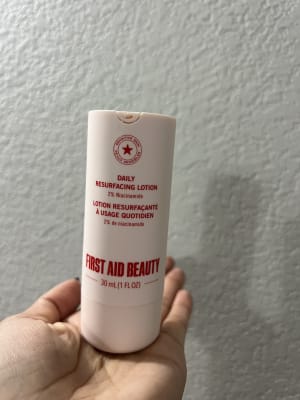 DAILY
RESURFACING LOTION
2% Niacinamide
LOTION RESURFAÇANTE
À USAGE QUOTIDIEN
2% de niacinamide
FIRST AID BEAUTY
30 mL (1 FL OZ)